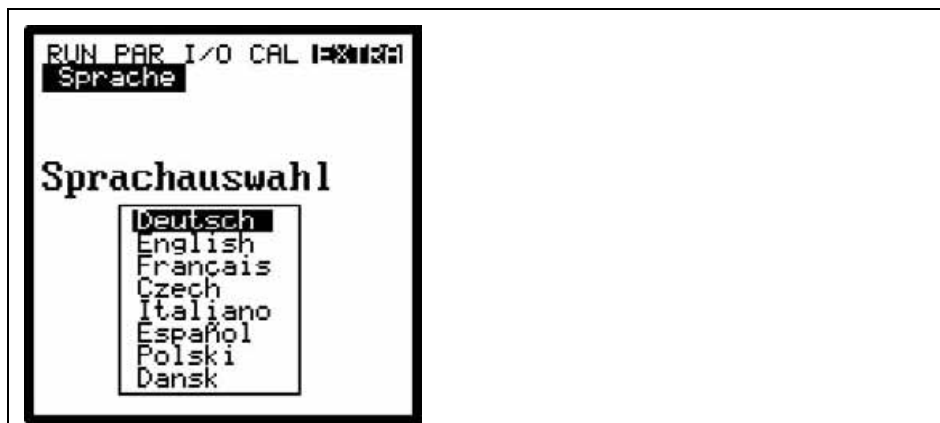 RUN PAR I/O CAL EXTRA
Sprache
Sprachauswahl
Deutsch
English
Français
Czech
Italiano
Español
Polski
Dansk